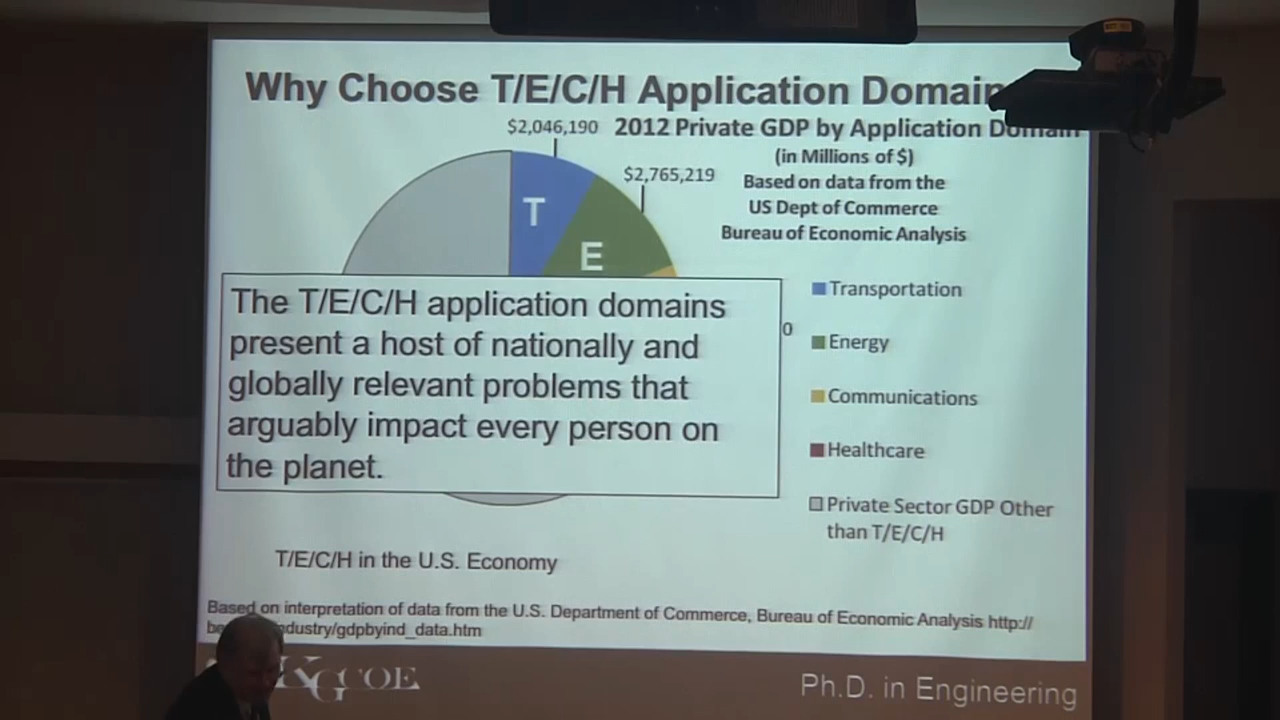 Why Choose T/E/C/H Application Domain
$2,046,190
2012 Private GDP by Application Domain
(in Millions of $)
$2,765,219
Based on data from the
US Dept of Commerce
Bureau of Economic Analysis
T
E
The T/E/C/H application domains
present a host of nationally and
globally relevant problems that
arguably impact every person on
the planet.
0
Transportation
Energy
Communications
Healthcare
Private Sector GDP Other
than T/E/C/H
T/E/C/H in the U.S. Economy
Based on interpretation of data from the U.S. Department of Commerce, Bureau of Economic Analysis http://
ndustry/gdpbyind_data.htm
KGCOE
Ph.D. in Engineering